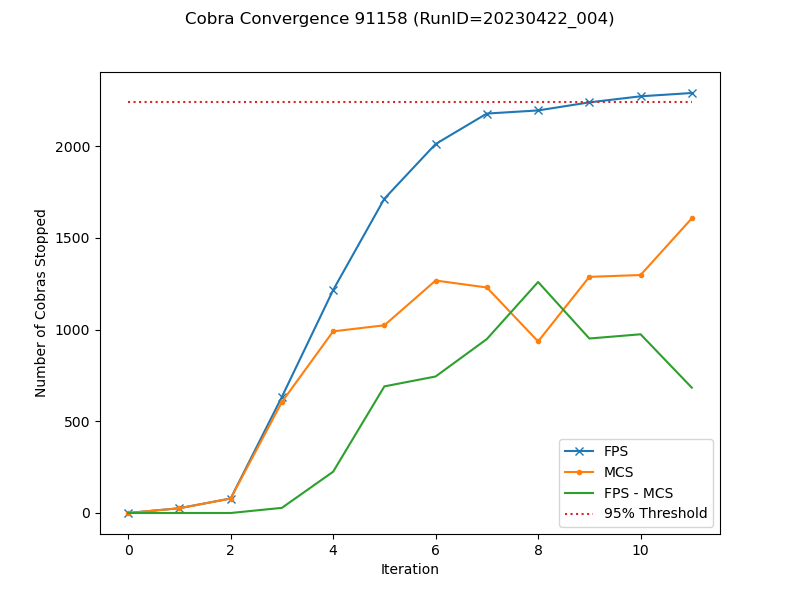 Cobra Convergence 91158 (RunID=20230422_004)
Number of Cobras Stopped
2000
1500
1000
500
0
0 2 4 6 8 10
Iteration
FPS
MCS
FPS - MCS
95% Threshold